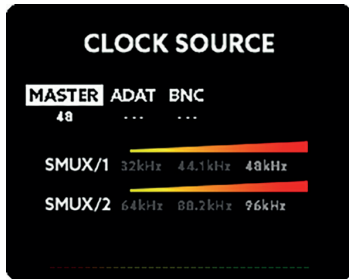 CLOCK SOURCE
MASTER ADAT BNC
48 --- ---
SMUX/1 32kHz 44.1kHz 48kHz
SMUX/2 64kHz 88.2kHz 96kHz